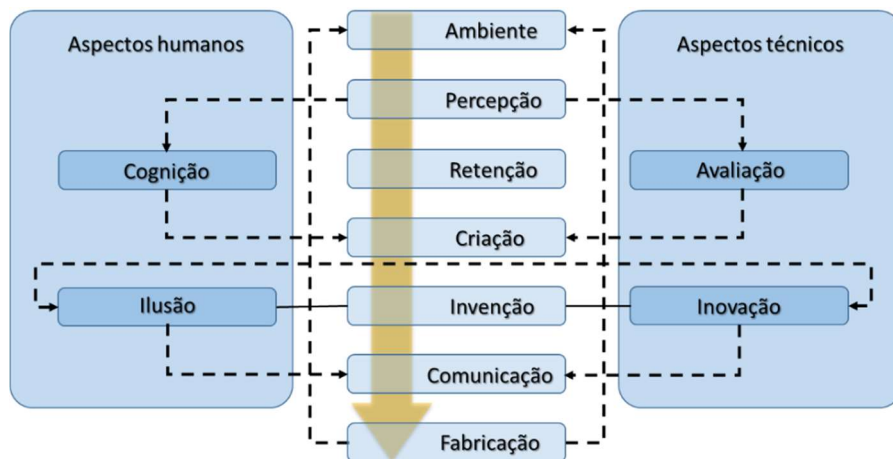 Aspectos humanos
Ambiente
Aspectos técnicos
Percepção
Cognição
Retenção
Avaliação
Criação
Ilusão
Invenção
Inovação
Comunicação
Fabricação